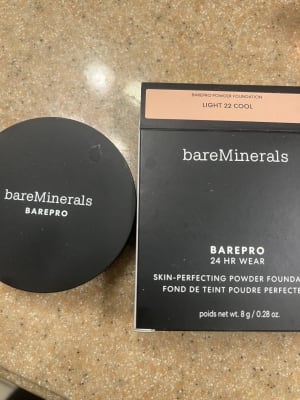 bareMinerals
BAREPRO
BAREPRO POWDER FOUNDATION
LIGHT 22 COOL
bareMinerals
BAREPRO
24 HR WEAR
SKIN-PERFECTING POWDER FOUNDA
FOND DE TEINT POUDRE PERFECTE
poids net wt. 8 g / 0.28 oz.